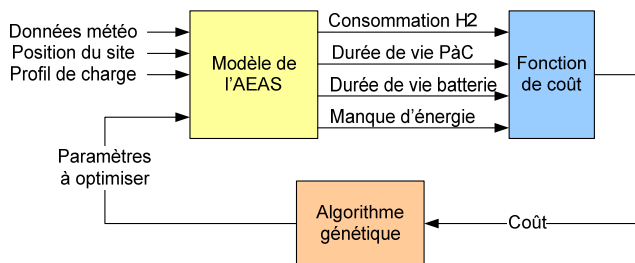 Données météo
Position du site
Profil de charge
Modèle de
l'AEAS
Consommation H2
Durée de vie PàC
Durée de vie batterie
Manque d'énergie
Fonction
de coût
Paramètres
à optimiser
Algorithme
génétique
Coût